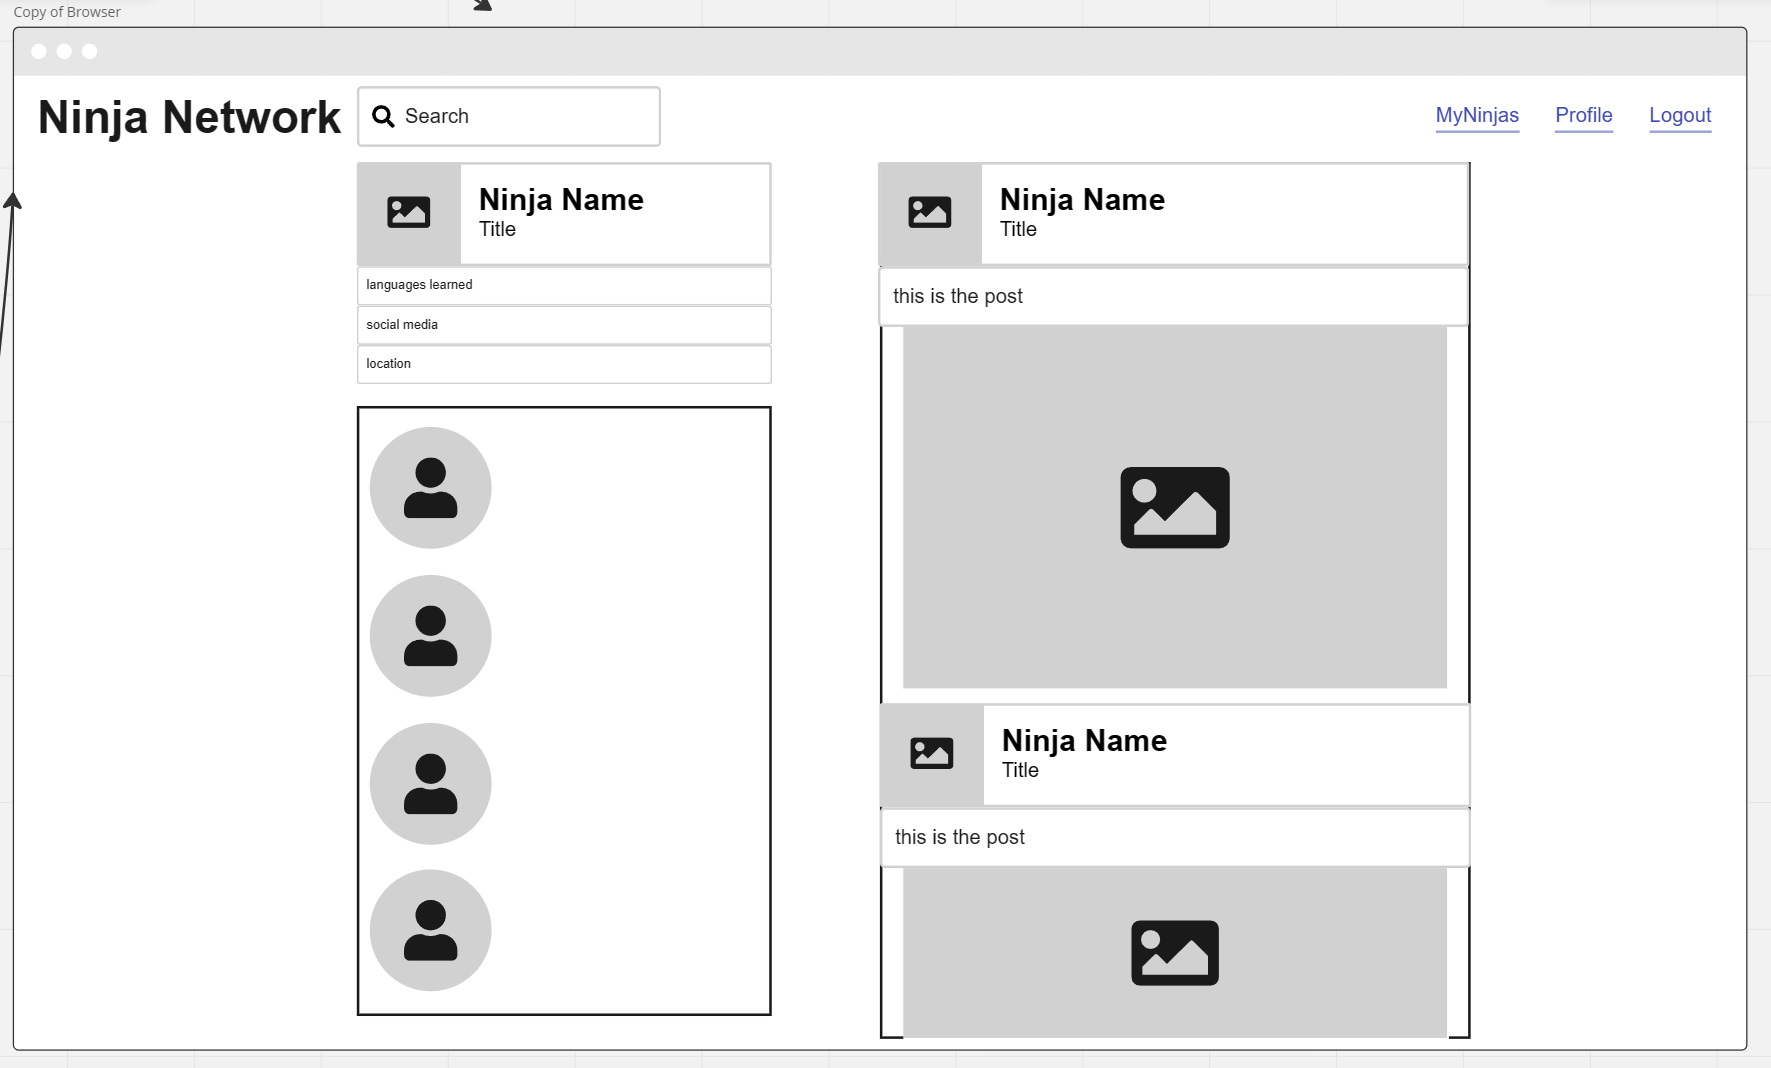 Copy of Browser
Ninja Network
Search
MyNinjas
Profile
Logout
Ninja Name
Title
languages learned
social media
location
Ninja Name
Title
this is the post
Ninja Name
Title
this is the post